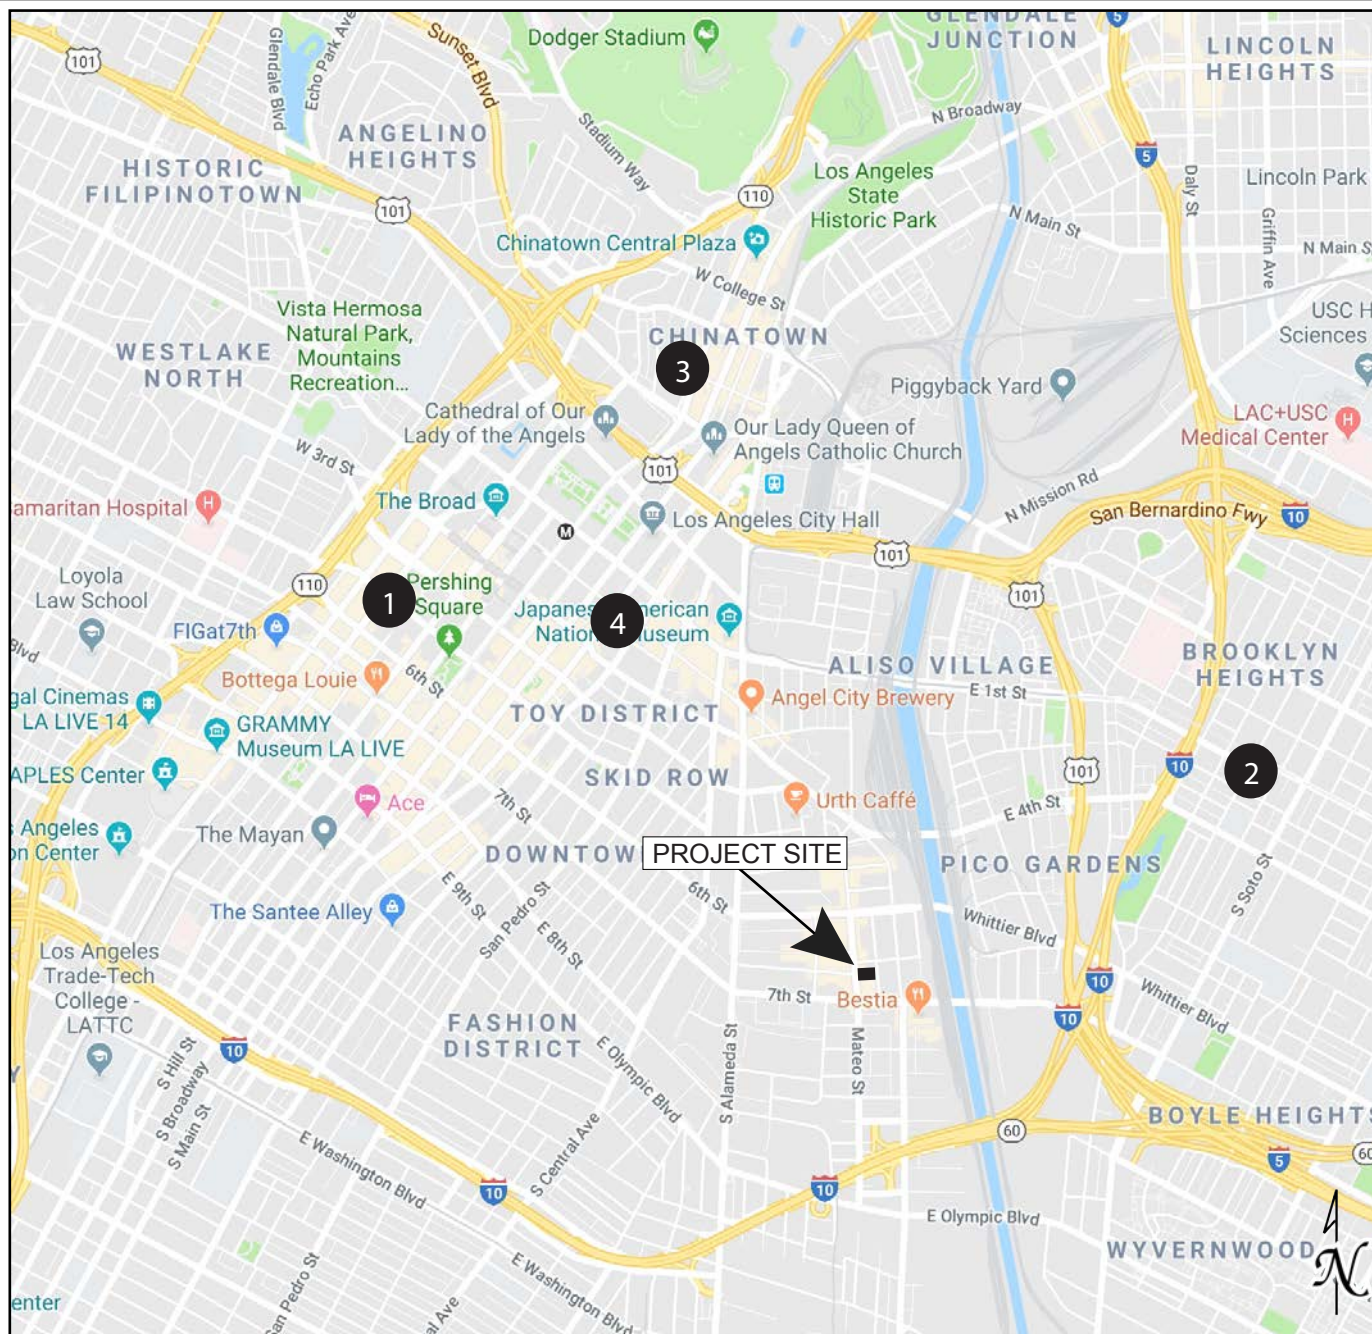 GLENDALE
JUNCTION
5
LINCOLN
HEIGHTS
Dodger Stadium
101
Sunset Blvd
Glendale Blvd
Echo Park Ave
ANGELINO
HEIGHTS
HISTORIC
FILIPINOTOWN
Stadium Way
N Broadway
5
Los Angeles
State
Historic Park
Daly St
Lincoln Park
101
110
Chinatown Central Plaza
N Main St
Griffin Ave
N Main S
W College St
Vista Hermosa
Natural Park,
Mountains
Recreation...
USC H
Sciences
WESTLAKE
NORTH
CHINATOWN
3
Piggyback Yard
Cathedral of Our
Lady of the Angels
Our Lady Queen of
Angels Catholic Church
LAC+USC
Medical Center
H
W 3rd St
101
The Broad
N Mission Rd
San Bernardino Fwy
10
amaritan Hospital
H
M
Los Angeles City Hall
101
Loyola
Law School
110
1
Pershing
Square
Japanese American
National Museum
4
101
FIGat7th
Blvd
ALISO VILLAGE
BROOKLYN
HEIGHTS
Bottega Louie
6th St
E 1st St
gal Cinemas
LA LIVE 14
Angel City Brewery
TOY DISTRICT
GRAMMY
Museum LA LIVE
APLES Center
SKID ROW
101
10
2
Ace
7th St
Urth Caffé
E 4th St
s Angeles
on Center
The Mayan
DOWNTOW
PROJECT SITE
PICO GARDENS
E 9th St
San Pedro St
6th St
S Soto St
The Santee Alley
E 8th St
Whittier Blvd
Los Angeles
Trade-Tech
College -
LATTC
7th St
Bestia
10
10
Whittier Blvd
FASHION
DISTRICT
10
S Hill St
S Broadway
S Main St
E Olympic Blvd
S Alameda St
Mateo St
Y
BOYLE HEIGHT
60
60
5
E Washington Blvd
S Central Ave
10
10
E Olympic Blvd
WYVERNWOOD
N
E Washington Blvd
San Pedro St
enter
al Ave